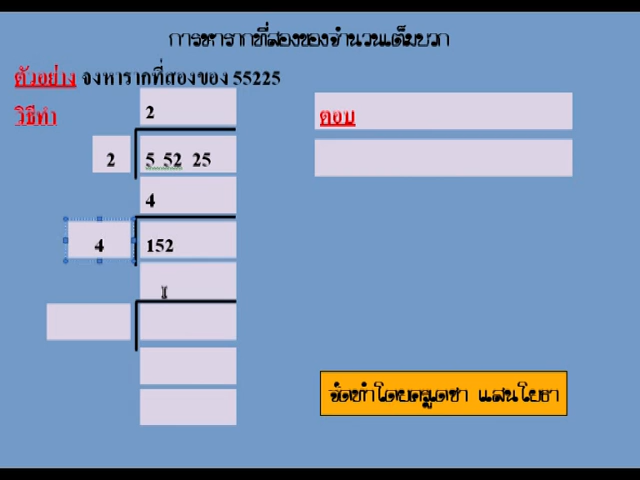 การหารากที่สองของจำนวนเต็มบวก
ตัวอย่าง จงหารากที่สองของ 55225
วิธีทำ
2
ตอบ
2
5 52 25
4
4
152
จัดทำโดยครูเดชา แสนโยธา